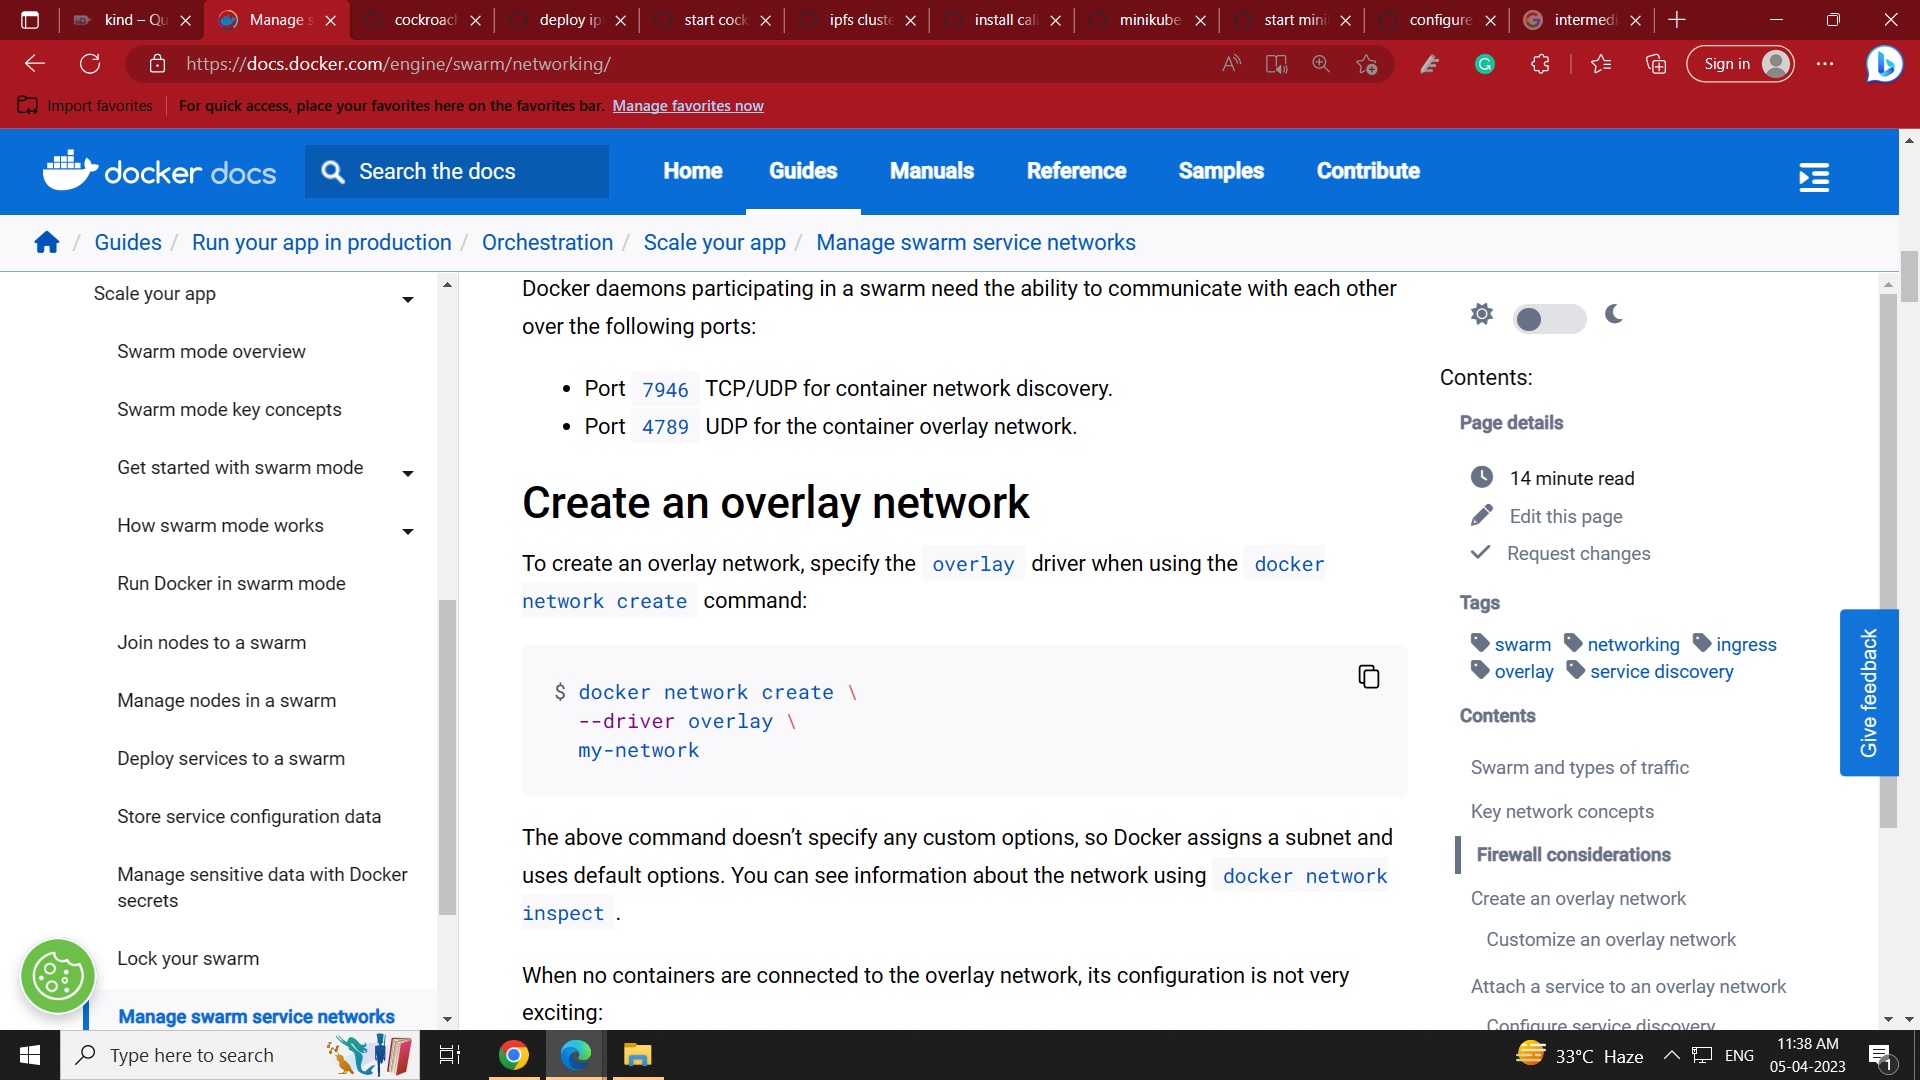 kind – Qu
Manage s
cockroach
deploy ip
start cock
ipfs cluste
install cali
minikube
start mini
configure
intermedi
https://docs.docker.com/engine/swarm/networking/
Sign in
Import favorites
For quick access, place your favorites here on the favorites bar. Manage favorites now
docker docs
Search the docs
Home
Guides
Manuals
Reference
Samples
Contribute
/ Guides / Run your app in production / Orchestration / Scale your app / Manage swarm service networks
Scale your app
Swarm mode overview
Swarm mode key concepts
Get started with swarm mode
How swarm mode works
Run Docker in swarm mode
Join nodes to a swarm
Manage nodes in a swarm
Deploy services to a swarm
Store service configuration data
Manage sensitive data with Docker
secrets
Lock your swarm
Manage swarm service networks
Docker daemons participating in a swarm need the ability to communicate with each other
over the following ports:
• Port 7946 TCP/UDP for container network discovery.
• Port 4789 UDP for the container overlay network.
Create an overlay network
To create an overlay network, specify the overlay driver when using the docker
network create command:
$ docker network create \
--driver overlay \
my-network
The above command doesn’t specify any custom options, so Docker assigns a subnet and
uses default options. You can see information about the network using docker network
inspect .
When no containers are connected to the overlay network, its configuration is not very
exciting:
Contents:
Page details
14 minute read
Edit this page
Request changes
Tags
swarm networking ingress
overlay service discovery
Contents
Swarm and types of traffic
Key network concepts
Firewall considerations
Create an overlay network
Customize an overlay network
Attach a service to an overlay network
Configure service discovery
Give feedback
Type here to search
33°C Haze
ENG
11:38 AM
05-04-2023
1